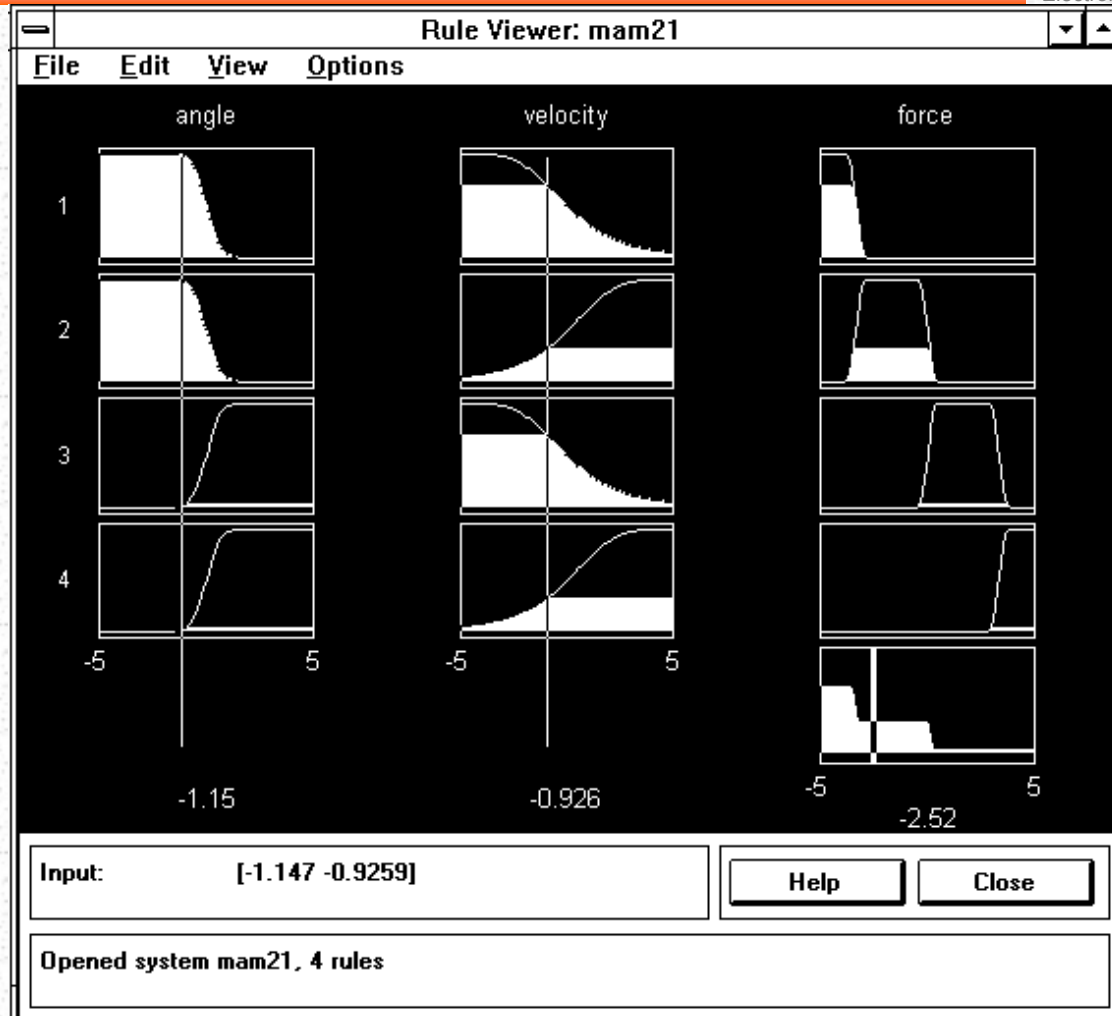 Rule Viewer: mam21
File Edit View Options
angle velocity force
1
2
3
4
-5 5 -5 5
-5 5
-1.15 -0.926 -2.52
Input: [-1.147 -0.9259]
Help Close
Opened system mam21, 4 rules